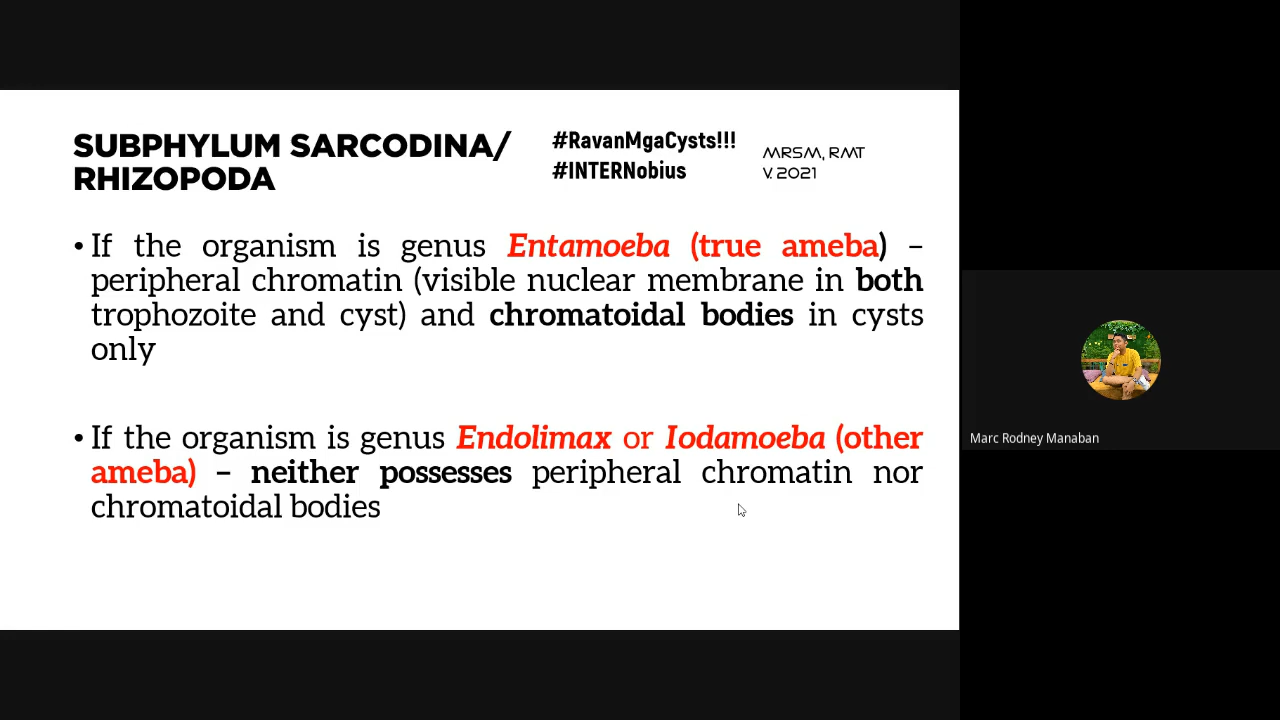 SUBPHYLUM SARCODINA/
RHIZOPODA
#RavanMgaCysts!!!
#INTERNobius
MRSM, RMT
V. 2021
• If the organism is genus Entamoeba (true ameba) –
peripheral chromatin (visible nuclear membrane in both
trophozoite and cyst) and chromatoidal bodies in cysts
only
• If the organism is genus Endolimax or Iodamoeba (other
ameba) – neither possesses peripheral chromatin nor
chromatoidal bodies
Marc Rodney Manaban